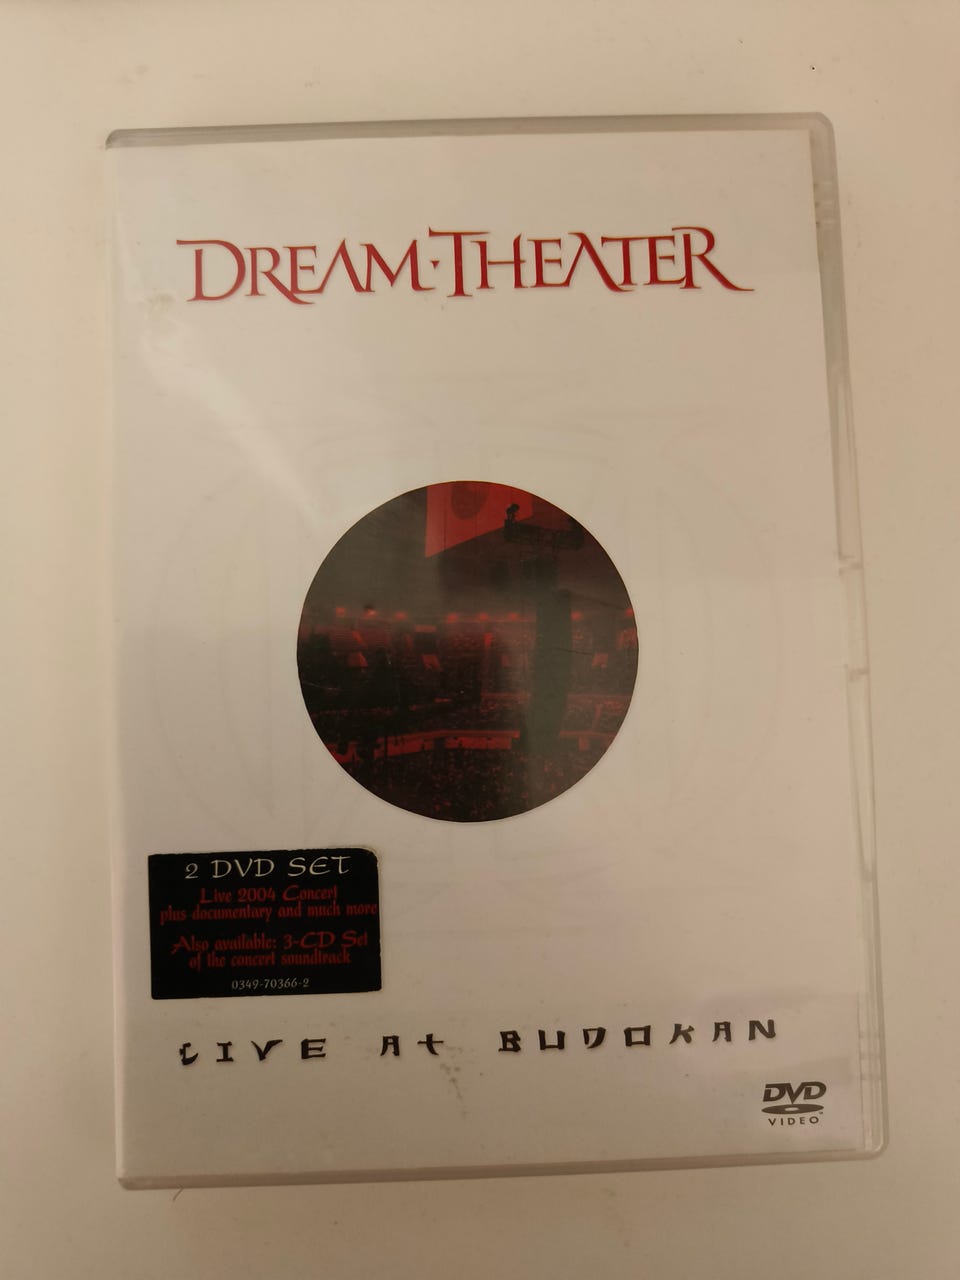 DREAM·THEATER
2 DVD SET
Live 2004 Concert
plus documentary and much more
Also available: 3-CD Set
of the concert soundtrack
0349-70366-2
LIVE AT BUDOKAN
DVD
VIDEO™